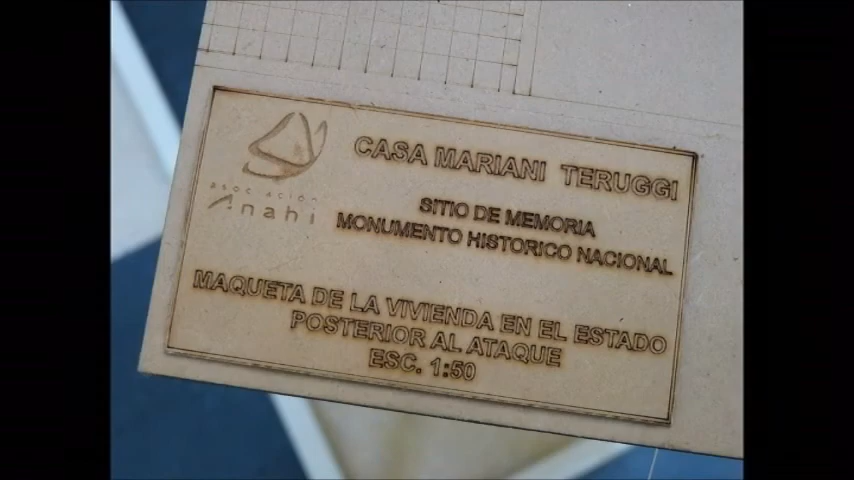 ASOCIACIÓN
Anahi
CASA MARIANI TERUGGI
SITIO DE MEMORIA
MONUMENTO HISTORICO NACIONAL
MAQUETA DE LA VIVIENDA EN EL ESTADO
POSTERIOR AL ATAQUE
ESC. 1:50